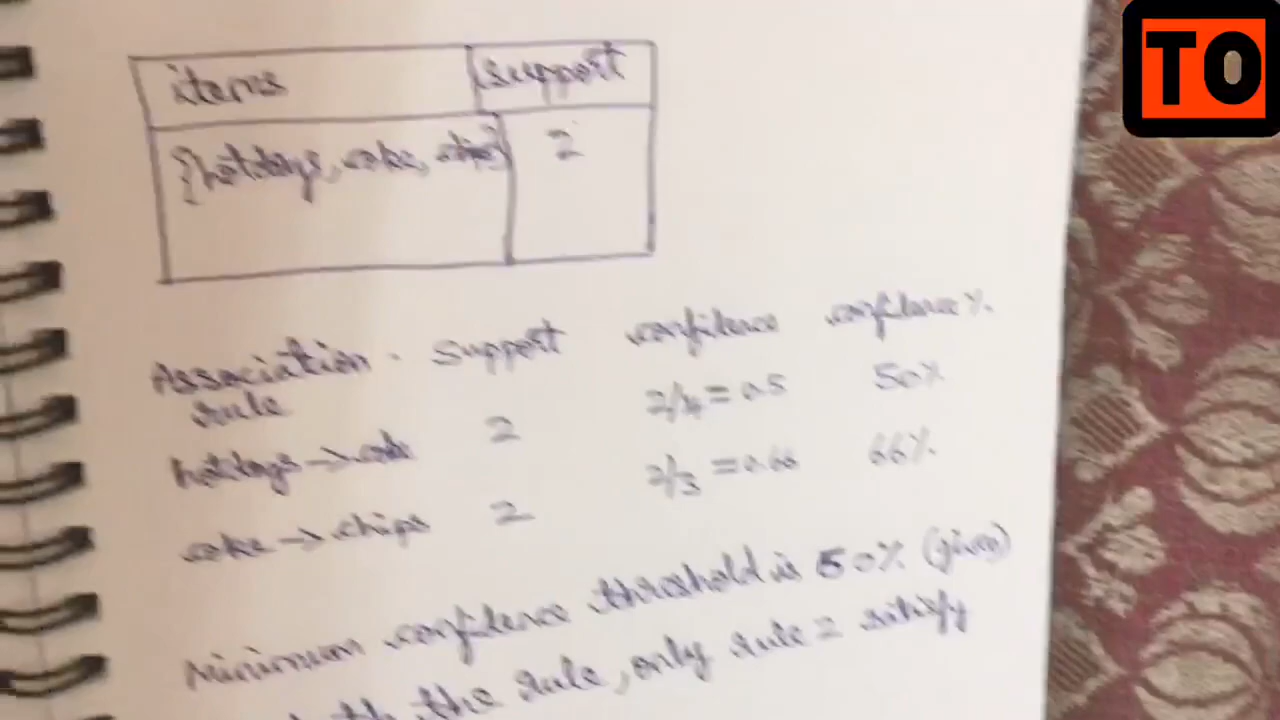 TO
items support
{hotdogs, coke, chips} 2
Association support confidence confidence %
rule
hotdogs → coke 2 2/4 = 0.5 50%
coke → chips 2 2/3 = 0.66 66%
Minimum confidence threshold is 50% (given)
the rule, only rule 2 satisfy